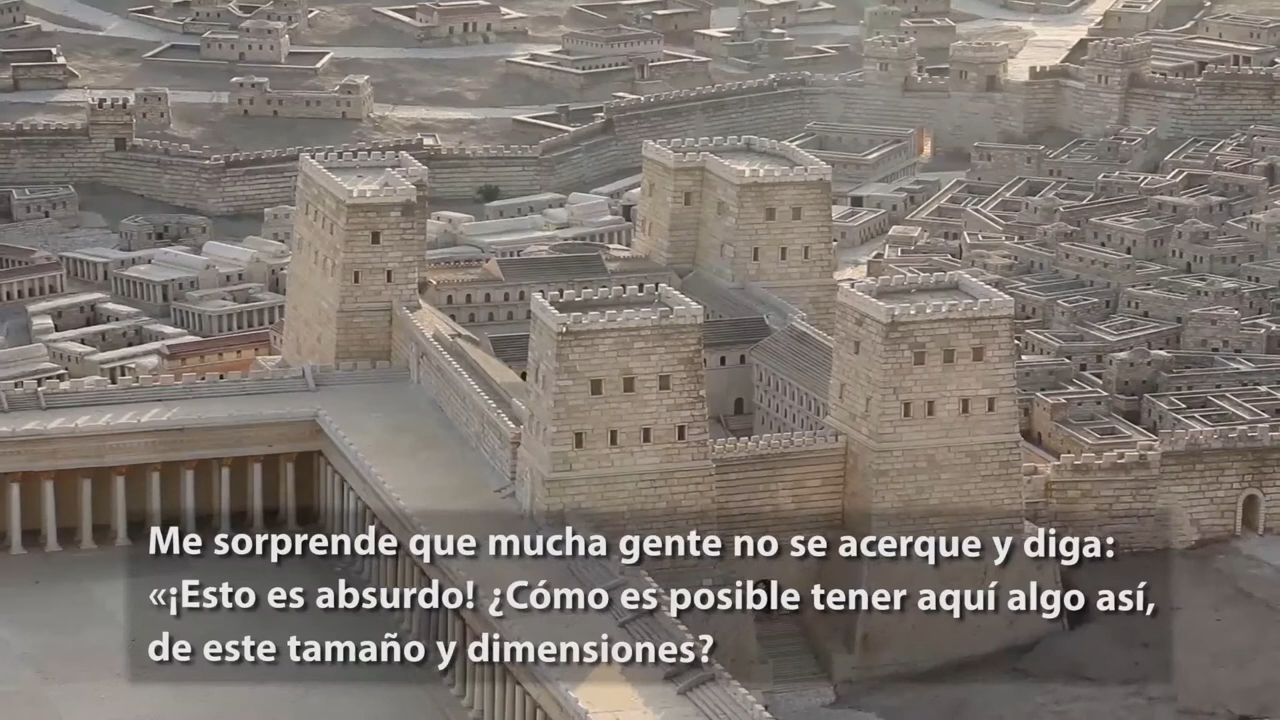 Me sorprende que mucha gente no se acerque y diga:
«¡Esto es absurdo! ¿Cómo es posible tener aquí algo así,
de este tamaño y dimensiones?